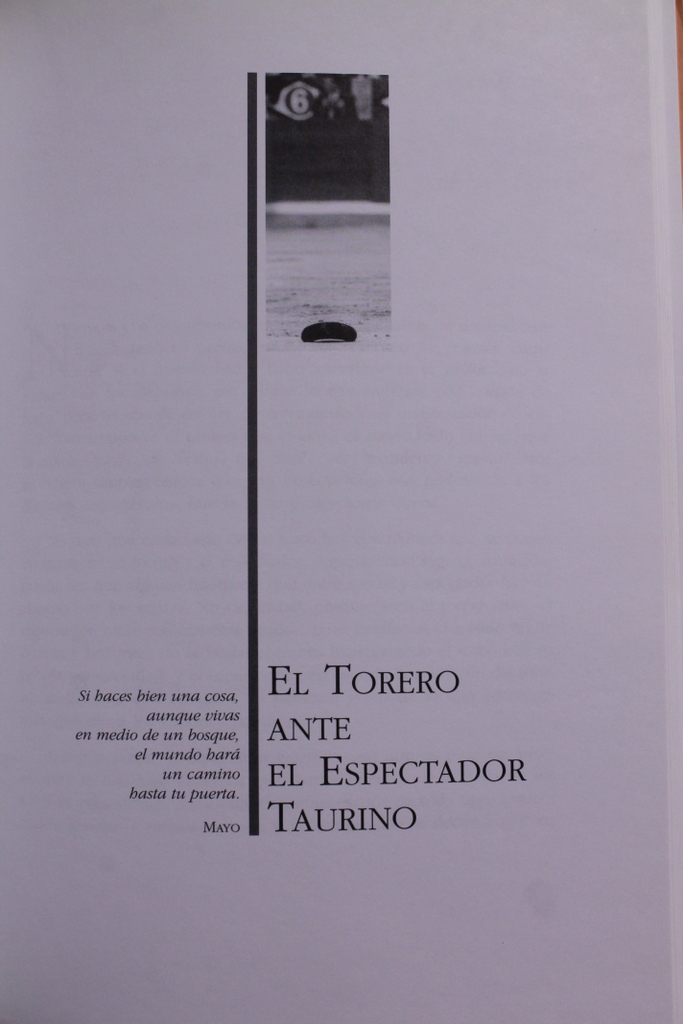 6
Si haces bien una cosa,
aunque vivas
en medio de un bosque,
el mundo hará
un camino
hasta tu puerta.
MAYO
EL TORERO
ANTE
EL ESPECTADOR
TAURINO